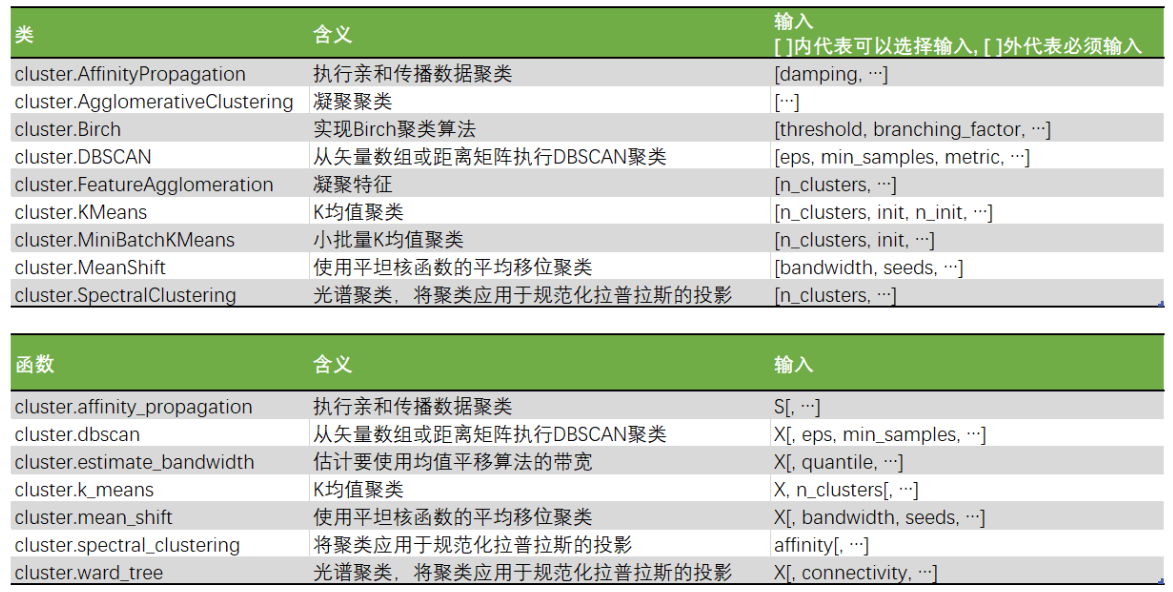 类 含义 输入
[ ]内代表可以选择输入, [ ]外代表必须输入
cluster.AffinityPropagation 执行亲和传播数据聚类 [damping, …]
cluster.AgglomerativeClustering 凝聚聚类 […]
cluster.Birch 实现Birch聚类算法 [threshold, branching_factor, …]
cluster.DBSCAN 从矢量数组或距离矩阵执行DBSCAN聚类 [eps, min_samples, metric, …]
cluster.FeatureAgglomeration 凝聚特征 [n_clusters, …]
cluster.KMeans K均值聚类 [n_clusters, init, n_init, …]
cluster.MiniBatchKMeans 小批量K均值聚类 [n_clusters, init, …]
cluster.MeanShift 使用平坦核函数的平均移位聚类 [bandwidth, seeds, …]
cluster.SpectralClustering 光谱聚类，将聚类应用于规范化拉普拉斯的投影 [n_clusters, …]
函数 含义 输入
cluster.affinity_propagation 执行亲和传播数据聚类 S[, …]
cluster.dbscan 从矢量数组或距离矩阵执行DBSCAN聚类 X[, eps, min_samples, …]
cluster.estimate_bandwidth 估计要使用均值平移算法的带宽 X[, quantile, …]
cluster.k_means K均值聚类 X, n_clusters[, …]
cluster.mean_shift 使用平坦核函数的平均移位聚类 X[, bandwidth, seeds, …]
cluster.spectral_clustering 将聚类应用于规范化拉普拉斯的投影 affinity[, …]
cluster.ward_tree 光谱聚类，将聚类应用于规范化拉普拉斯的投影 X[, connectivity, …]